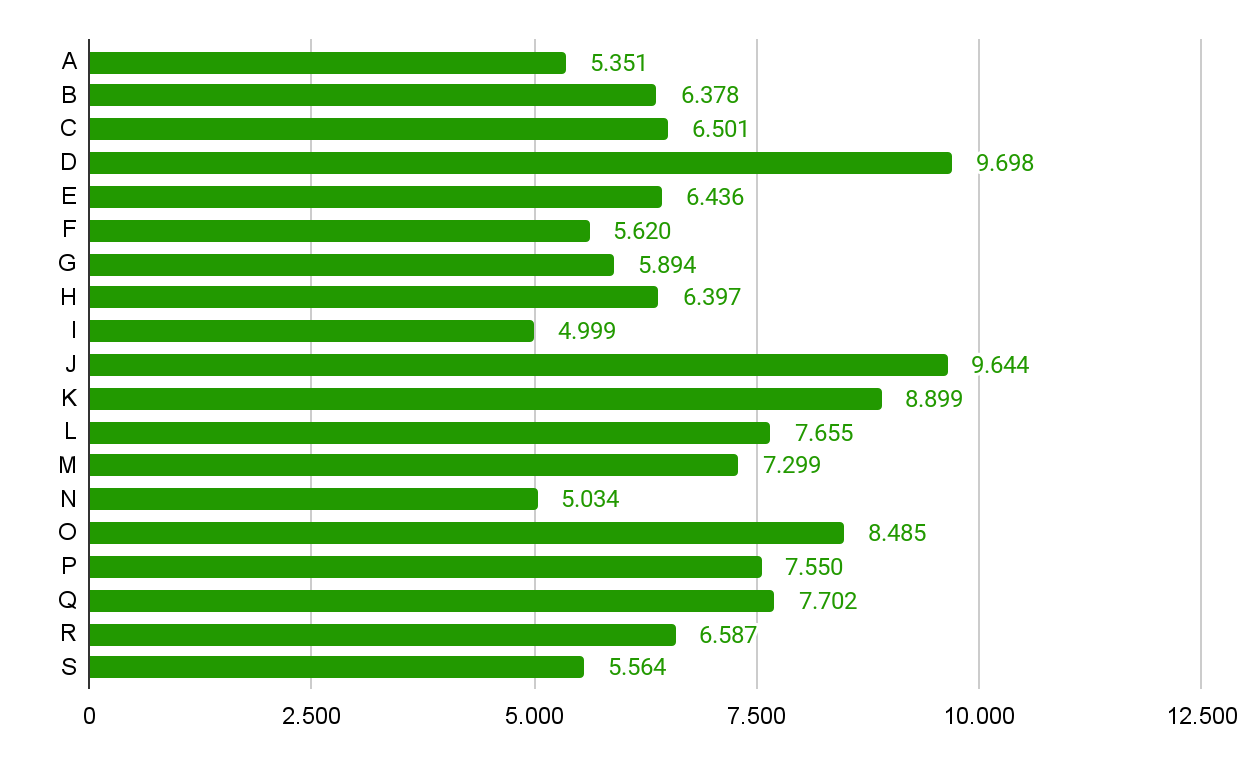 A 5.351
B 6.378
C 6.501
D 9.698
E 6.436
F 5.620
G 5.894
H 6.397
I 4.999
J 9.644
K 8.899
L 7.655
M 7.299
N 5.034
O 8.485
P 7.550
Q 7.702
R 6.587
S 5.564
0 2.500 5.000 7.500 10.000 12.500